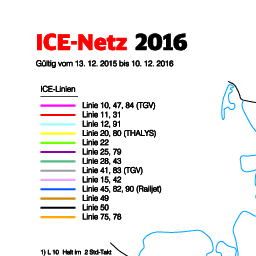 ICE-Netz 2016
Gültig vom 13. 12. 2015 bis 10. 12. 2016
ICE-Linien
Linie 10, 47, 84 (TGV)
Linie 11, 31
Linie 12, 91
Linie 20, 80 (THALYS)
Linie 22
Linie 25, 79
Linie 28, 43
Linie 41, 83 (TGV)
Linie 15, 42
Linie 45, 82, 90 (Railjet)
Linie 49
Linie 50
Linie 75, 78
1) L 10 Halt im 2 Std-Takt